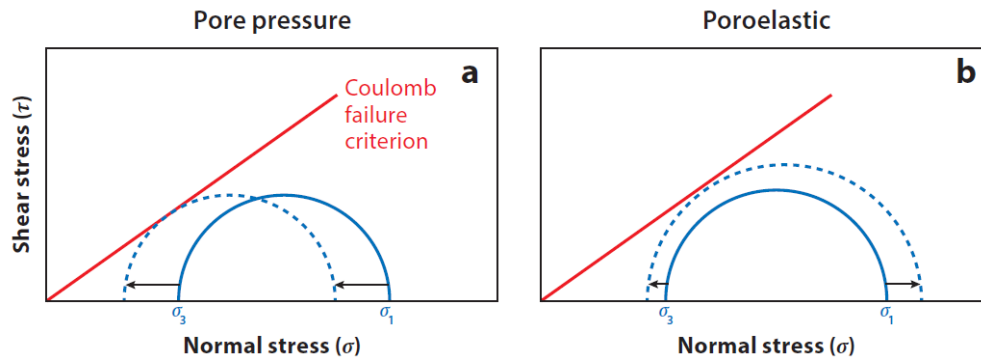 Pore pressure
Poroelastic
Shear stress (τ)
a
Coulomb
failure
criterion
σ3
σ1
Normal stress (σ)
b
σ3
σ1
Normal stress (σ)